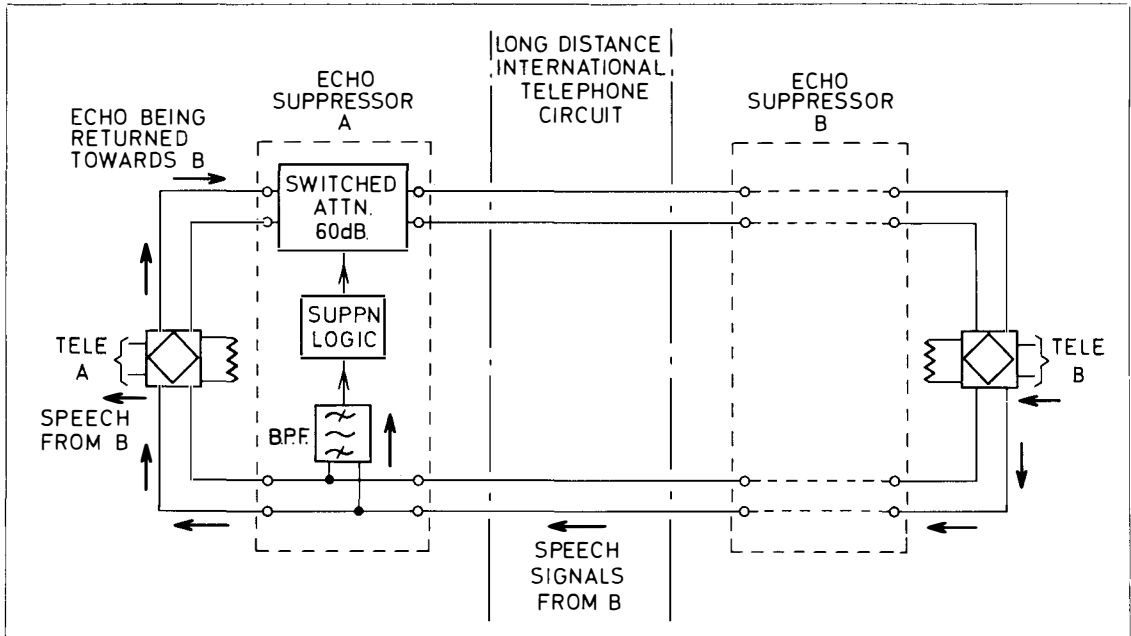 LONG DISTANCE
INTERNATIONAL
TELEPHONE
CIRCUIT
ECHO
SUPPRESSOR
A
ECHO
SUPPRESSOR
B
ECHO BEING
RETURNED
TOWARDS B
SWITCHED
ATTN.
60dB.
SUPPN
LOGIC
TELE
A
TELE
B
SPEECH
FROM B
B.P.F.
SPEECH
SIGNALS
FROM B